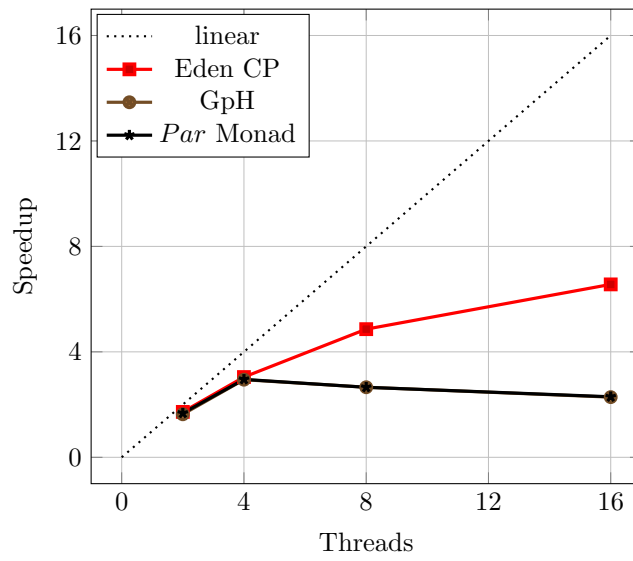 linear
Eden CP
GpH
Par Monad
16
12
8
4
0
Speedup
0 4 8 12 16
Threads